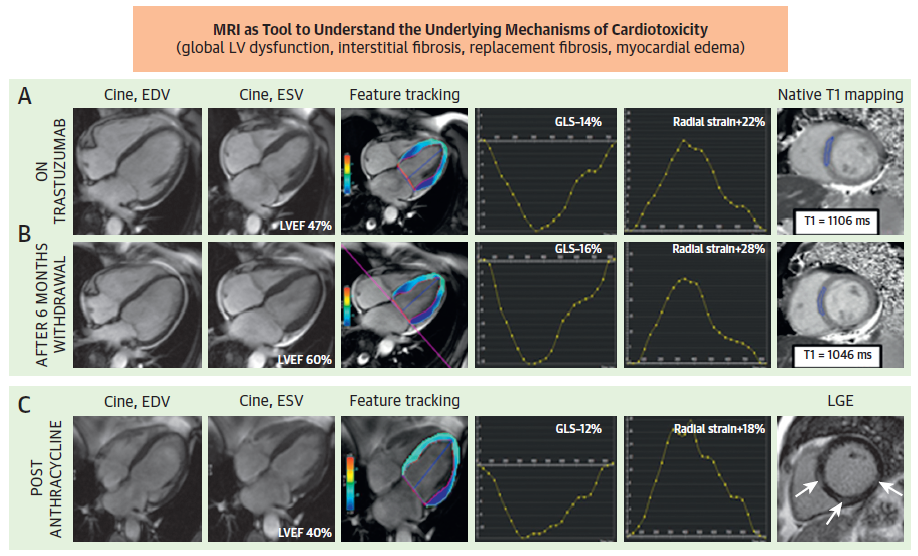 MRI as Tool to Understand the Underlying Mechanisms of Cardiotoxicity
(global LV dysfunction, interstitial fibrosis, replacement fibrosis, myocardial edema)
A
Cine, EDV
Cine, ESV
Feature tracking
Native T1 mapping
ON
TRASTUZUMAB
LVEF 47%
GLS-14%
Radial strain+22%
T1 = 1106 ms
B
AFTER 6 MONTHS
WITHDRAWAL
LVEF 60%
GLS-16%
Radial strain+28%
T1 = 1046 ms
C
Cine, EDV
Cine, ESV
Feature tracking
LGE
POST
ANTHRACYCLINE
LVEF 40%
GLS-12%
Radial strain+18%